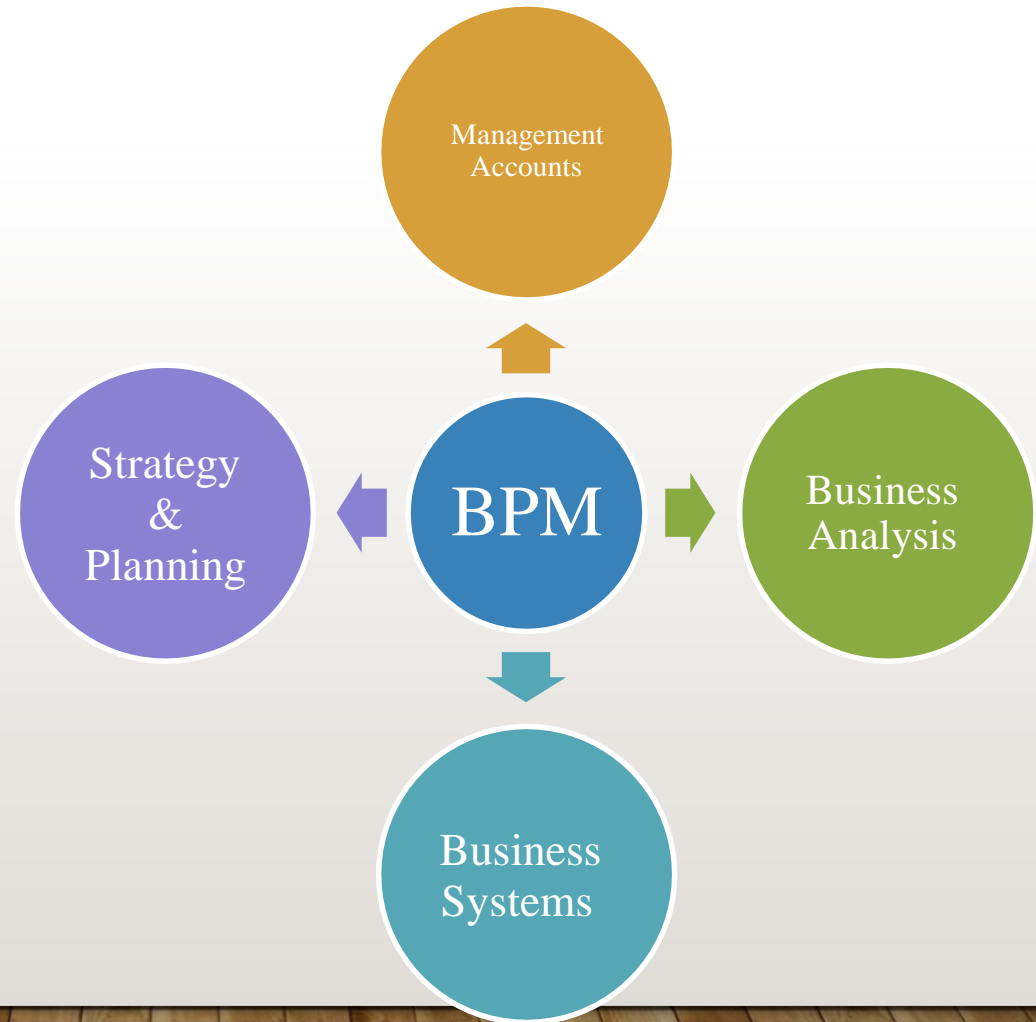 Management
Accounts
Strategy
&
Planning
BPM
Business
Analysis
Business
Systems